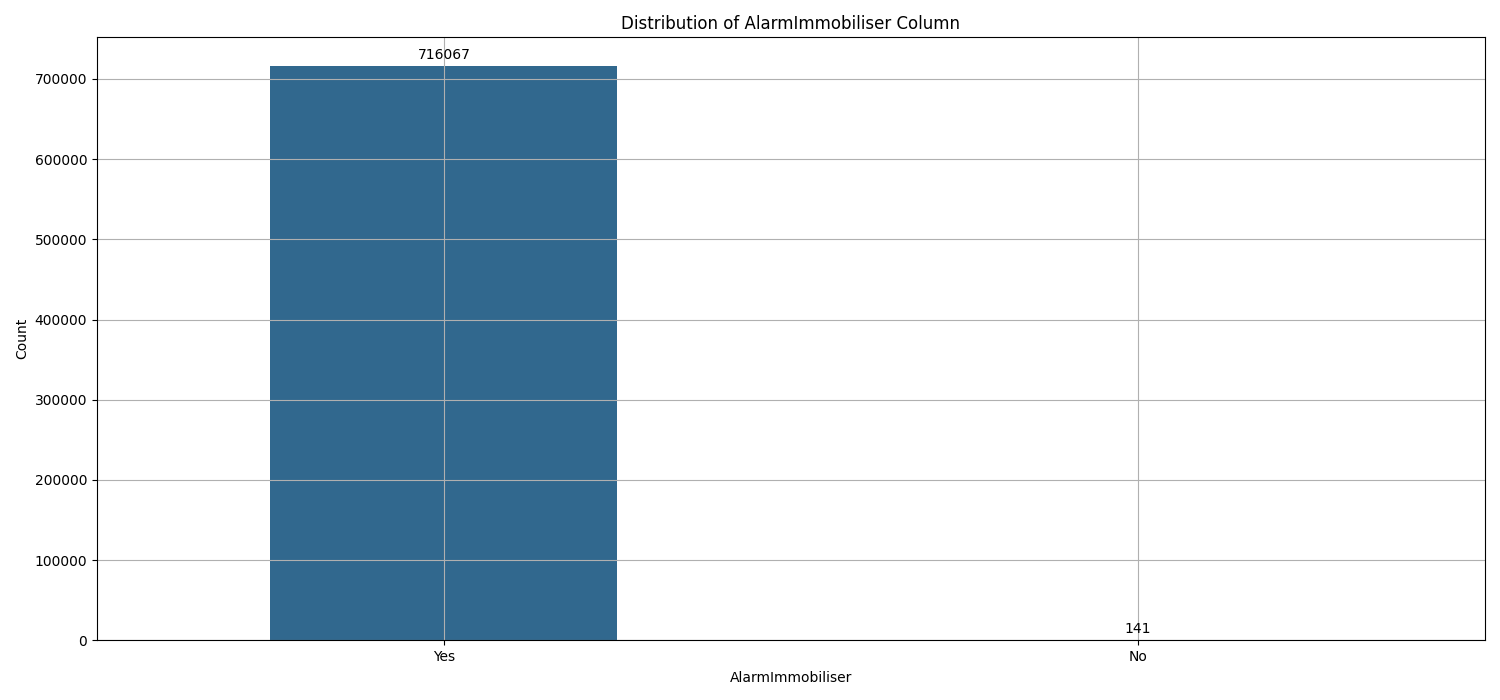 Distribution of AlarmImmobiliser Column
716067
700000
600000
500000
400000
300000
200000
100000
0
141
Count
Yes
No
AlarmImmobiliser